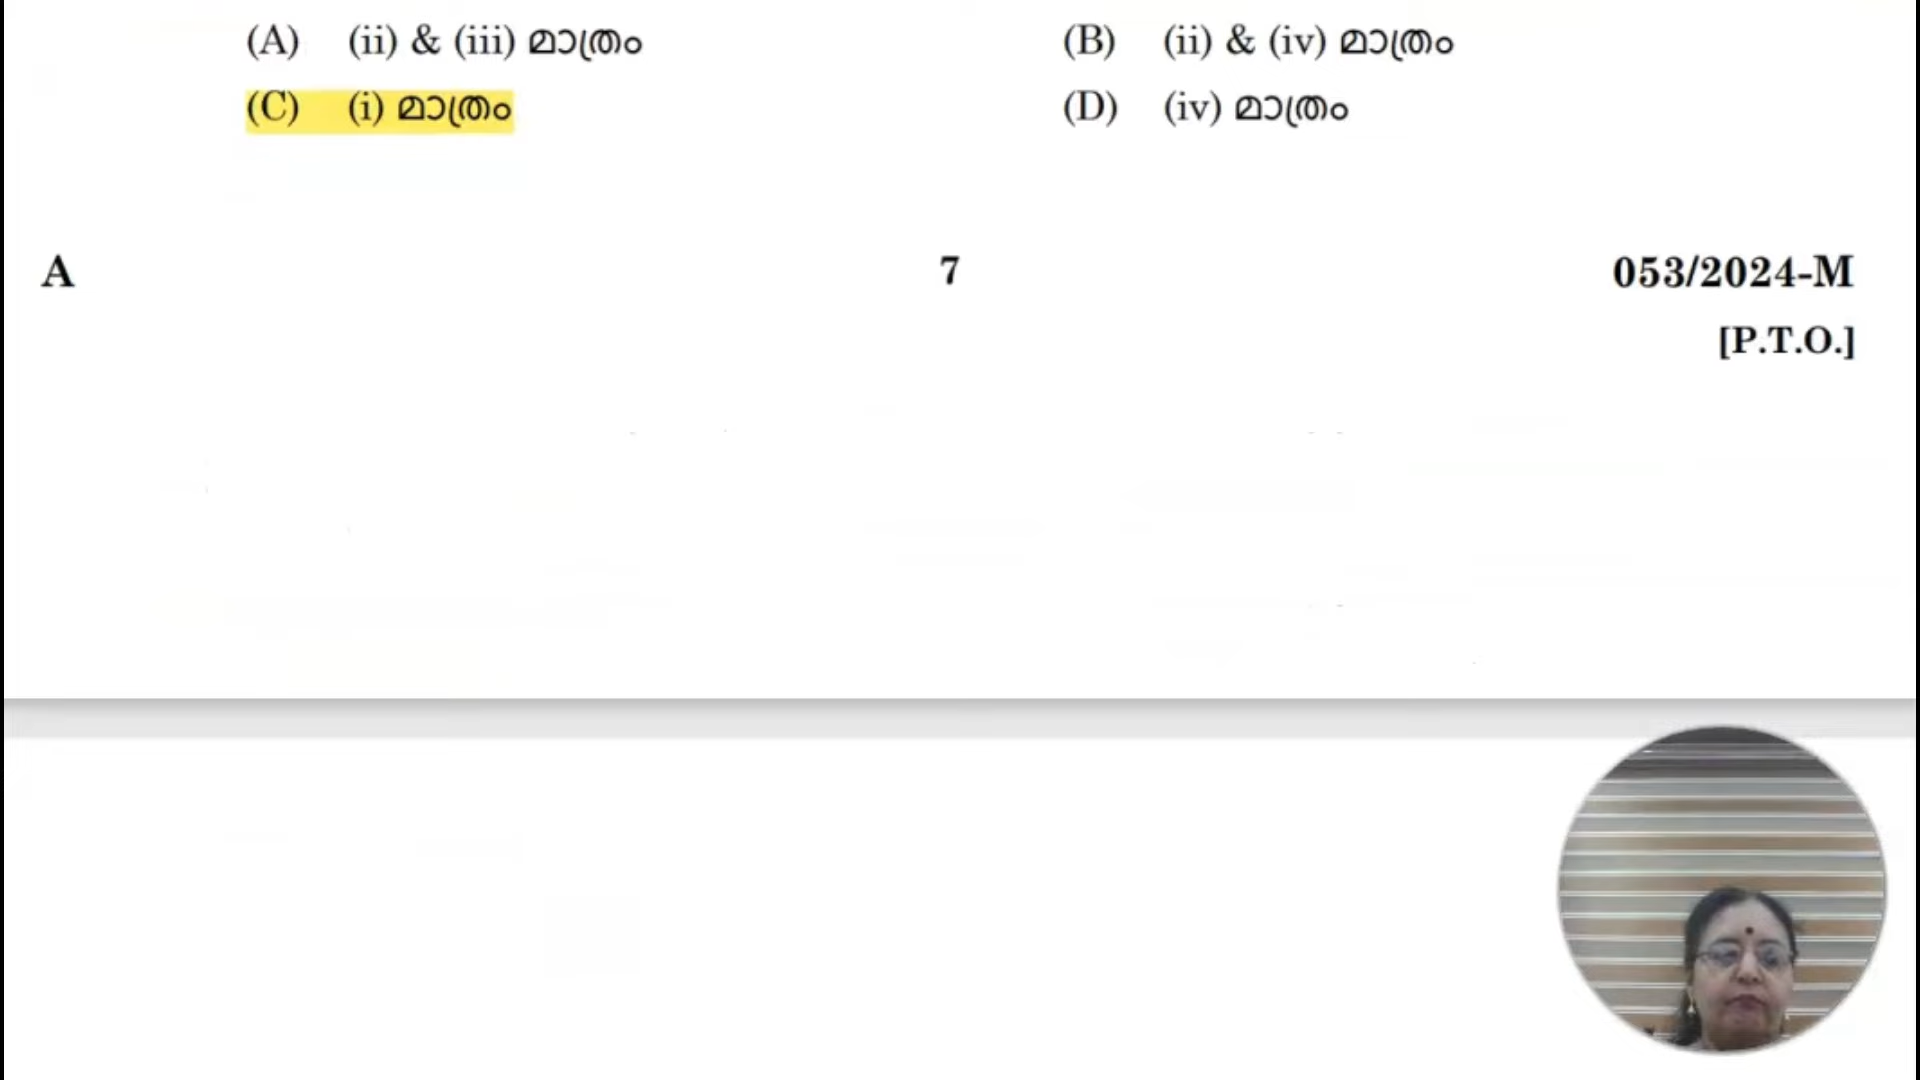 (A) (ii) & (iii) മാത്രം
(B) (ii) & (iv) മാത്രം
(C) (i) മാത്രം
(D) (iv) മാത്രം
A 7 053/2024-M
[P.T.O.]